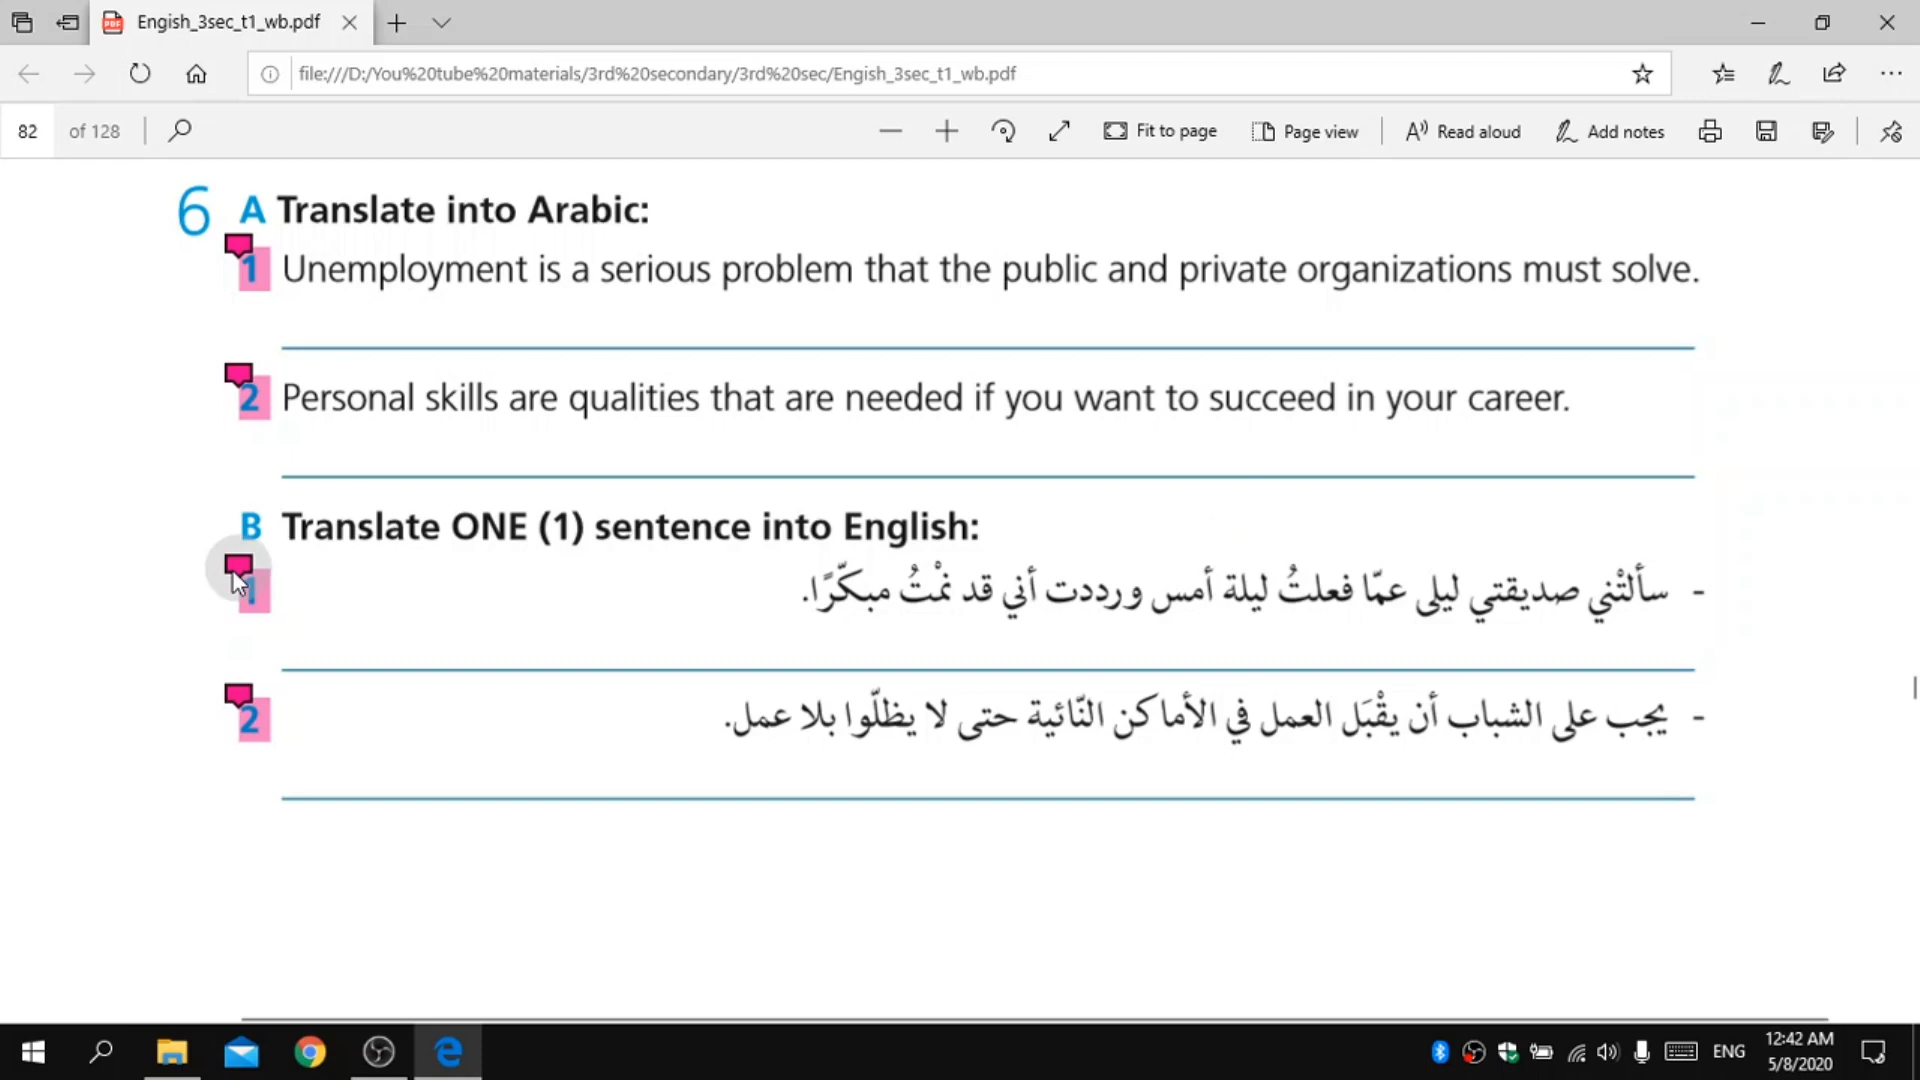 Engish_3sec_t1_wb.pdf
file:///D:/You%20tube%20materials/3rd%20secondary/3rd%20sec/Engish_3sec_t1_wb.pdf
82 of 128 Fit to page Page view Read aloud Add notes
6 A Translate into Arabic:
1 Unemployment is a serious problem that the public and private organizations must solve.
2 Personal skills are qualities that are needed if you want to succeed in your career.
B Translate ONE (1) sentence into English:
1
- سألتْني صديقتي ليلى عمّا فعلتُ ليلة أمس ورددت أني قد نمْتُ مبكّرًا.
2
- يجب على الشباب أن يقْبَل العمل في الأماكن النّائية حتى لا يظلّوا بلا عمل.
ENG
12:42 AM
5/8/2020